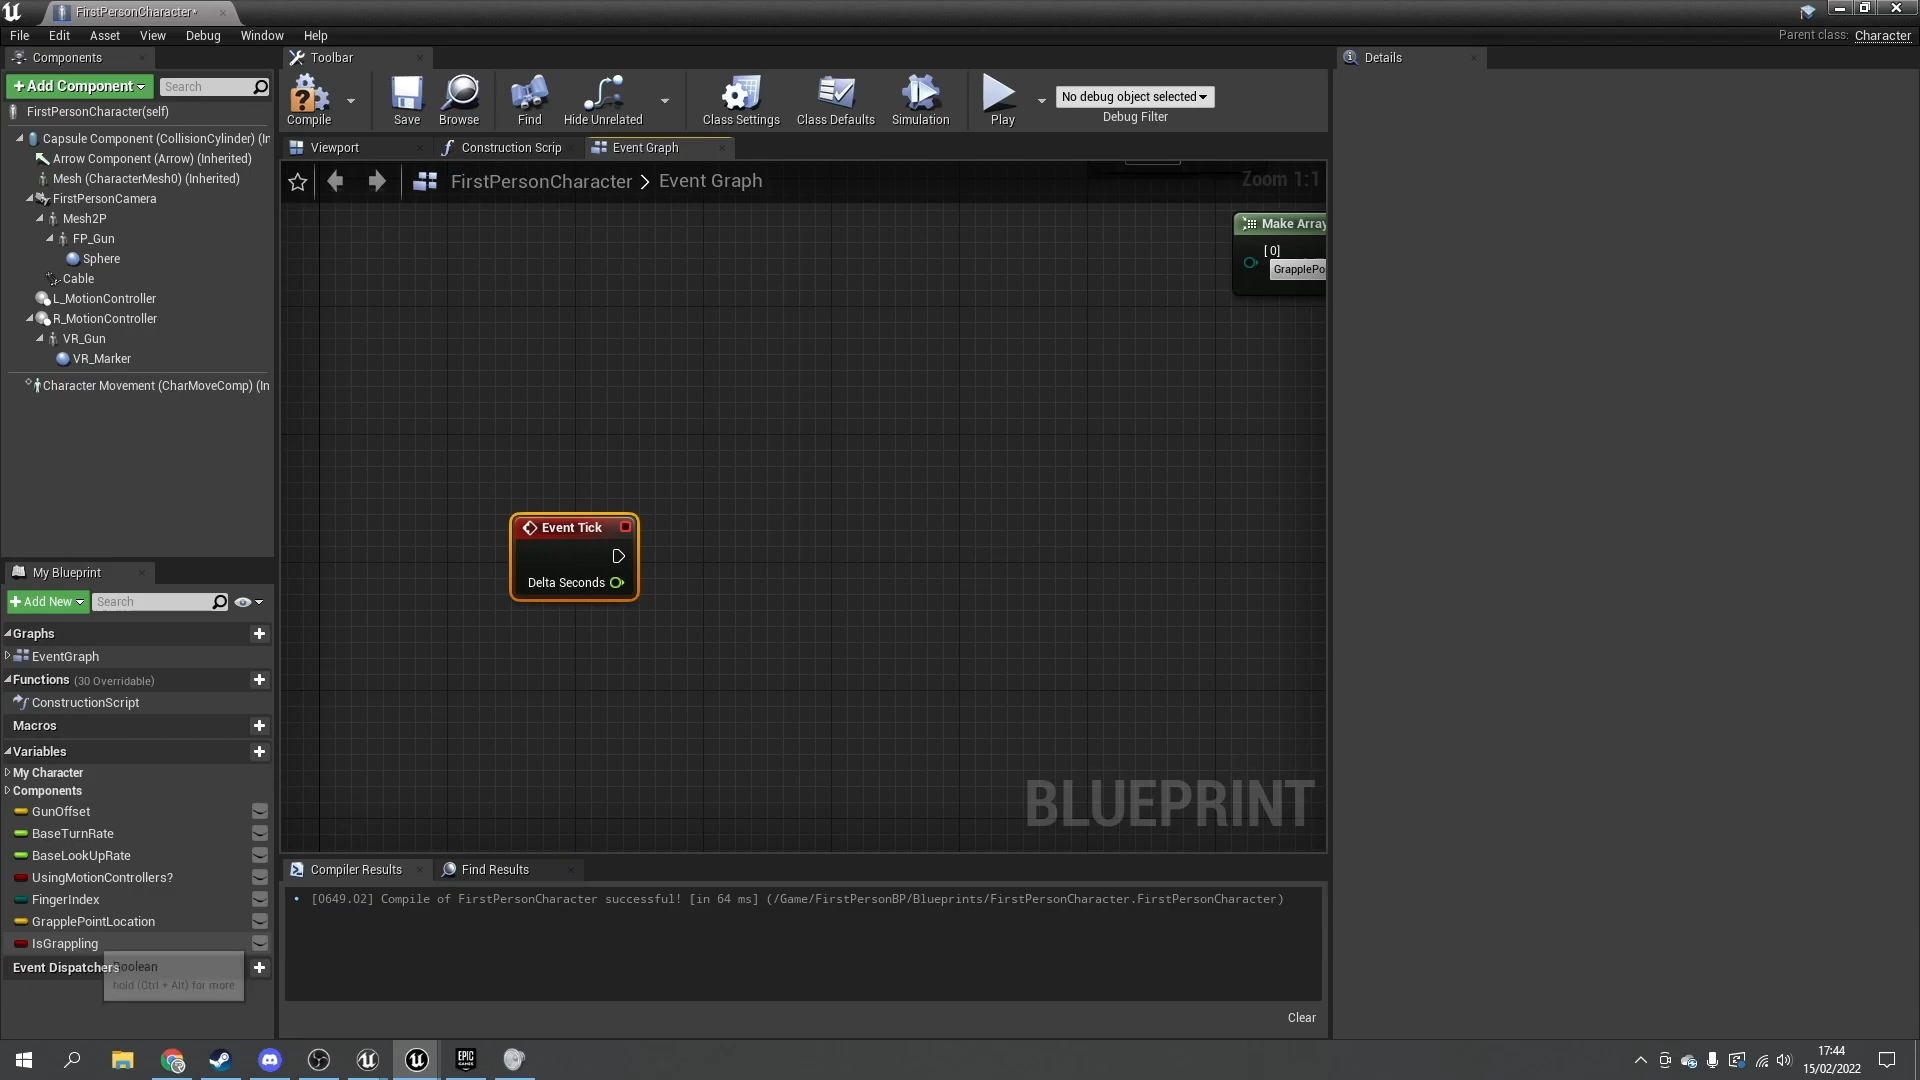 FirstPersonCharacter*
File Edit Asset View Debug Window Help
Parent class: Character
Components
Toolbar
Details
+ Add Component
Search
FirstPersonCharacter(self)
Capsule Component (CollisionCylinder) (In
Arrow Component (Arrow) (Inherited)
Mesh (CharacterMesh0) (Inherited)
FirstPersonCamera
Mesh2P
FP_Gun
Sphere
Cable
L_MotionController
R_MotionController
VR_Gun
VR_Marker
Character Movement (CharMoveComp) (In
Compile
Save
Browse
Find
Hide Unrelated
Class Settings
Class Defaults
Simulation
Play
No debug object selected
Debug Filter
Viewport
Construction Scrip
Event Graph
FirstPersonCharacter > Event Graph
Zoom 1:1
Make Array
[0]
GrapplePo
Event Tick
Delta Seconds
BLUEPRINT
My Blueprint
+ Add New
Search
Graphs
EventGraph
Functions (30 Overridable)
ConstructionScript
Macros
Variables
My Character
Components
GunOffset
BaseTurnRate
BaseLookUpRate
UsingMotionControllers?
FingerIndex
GrapplePointLocation
IsGrappling
Event Dispatchers
Boolean
hold (Ctrl + Alt) for more
Compiler Results
Find Results
[0649.02] Compile of FirstPersonCharacter successful! [in 64 ms] (/Game/FirstPersonBP/Blueprints/FirstPersonCharacter.FirstPersonCharacter)
Clear
EPIC
GAMES
17:44
15/02/2022